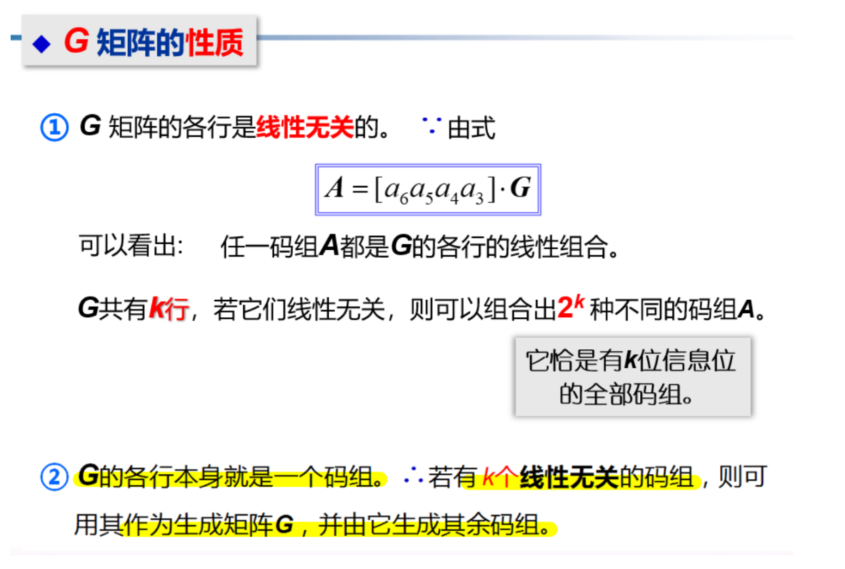 ◆ G 矩阵的性质
① G 矩阵的各行是线性无关的。 ∵ 由式
A = [a₆a₅a₄a₃]·G
可以看出: 任一码组A都是G的各行的线性组合。
G共有k行，若它们线性无关，则可以组合出2ᵏ 种不同的码组A。
它恰是有k位信息位
的全部码组。
② G的各行本身就是一个码组。∴ 若有 k个线性无关的码组，则可
用其作为生成矩阵G，并由它生成其余码组。